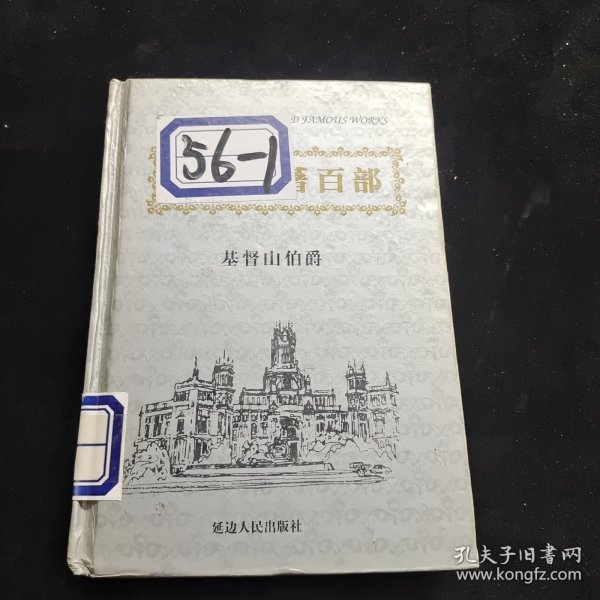 D FAMOUS WORKS
56-1
百部
基督山伯爵
延边人民出版社
孔夫子旧书网
www.kongfz.com